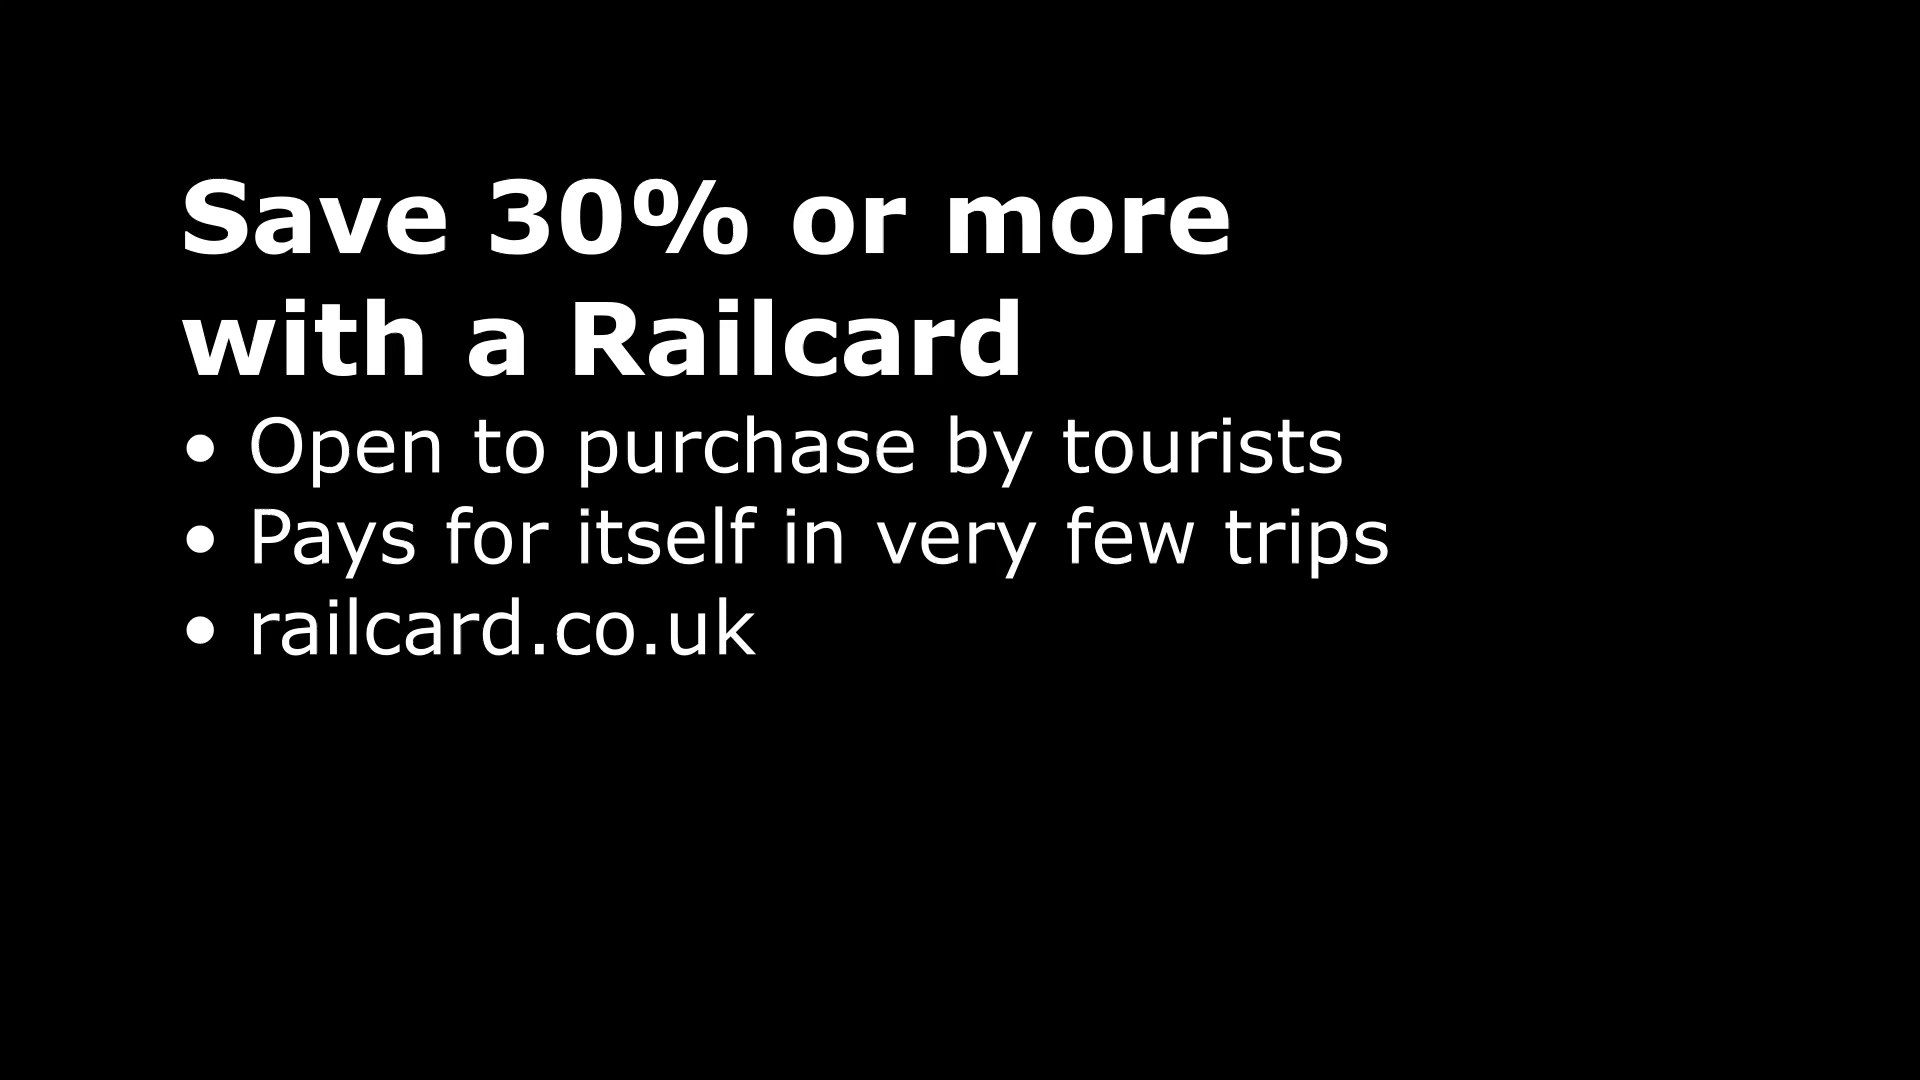 Save 30% or more
with a Railcard
• Open to purchase by tourists
• Pays for itself in very few trips
• railcard.co.uk